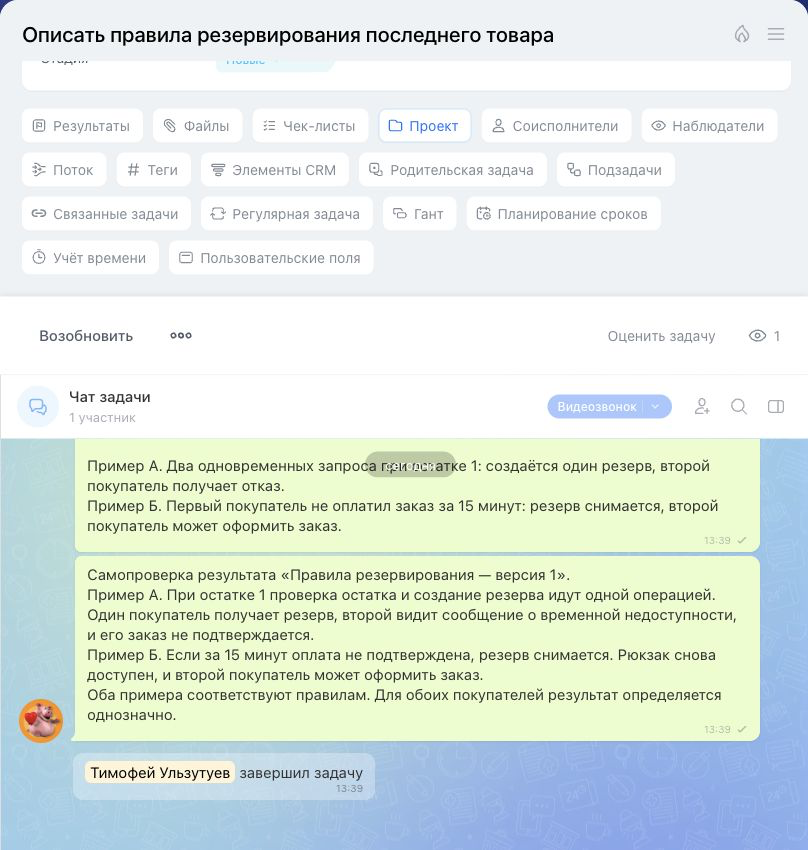 Описать правила резервирования последнего товара
Стадия
Новые
Результаты
Файлы
Чек-листы
Проект
Соисполнители
Наблюдатели
Поток
Теги
Элементы CRM
Родительская задача
Подзадачи
Связанные задачи
Регулярная задача
Гант
Планирование сроков
Учёт времени
Пользовательские поля
Возобновить
Оценить задачу
1
Чат задачи
1 участник
Видеозвонок
сегодня
Пример А. Два одновременных запроса при остатке 1: создаётся один резерв, второй
покупатель получает отказ.
Пример Б. Первый покупатель не оплатил заказ за 15 минут: резерв снимается, второй
покупатель может оформить заказ.
13:39
Самопроверка результата «Правила резервирования — версия 1».
Пример А. При остатке 1 проверка остатка и создание резерва идут одной операцией.
Один покупатель получает резерв, второй видит сообщение о временной недоступности,
и его заказ не подтверждается.
Пример Б. Если за 15 минут оплата не подтверждена, резерв снимается. Рюкзак снова
доступен, и второй покупатель может оформить заказ.
Оба примера соответствуют правилам. Для обоих покупателей результат определяется
однозначно.
13:39
Тимофей Ульзутуев завершил задачу
13:39